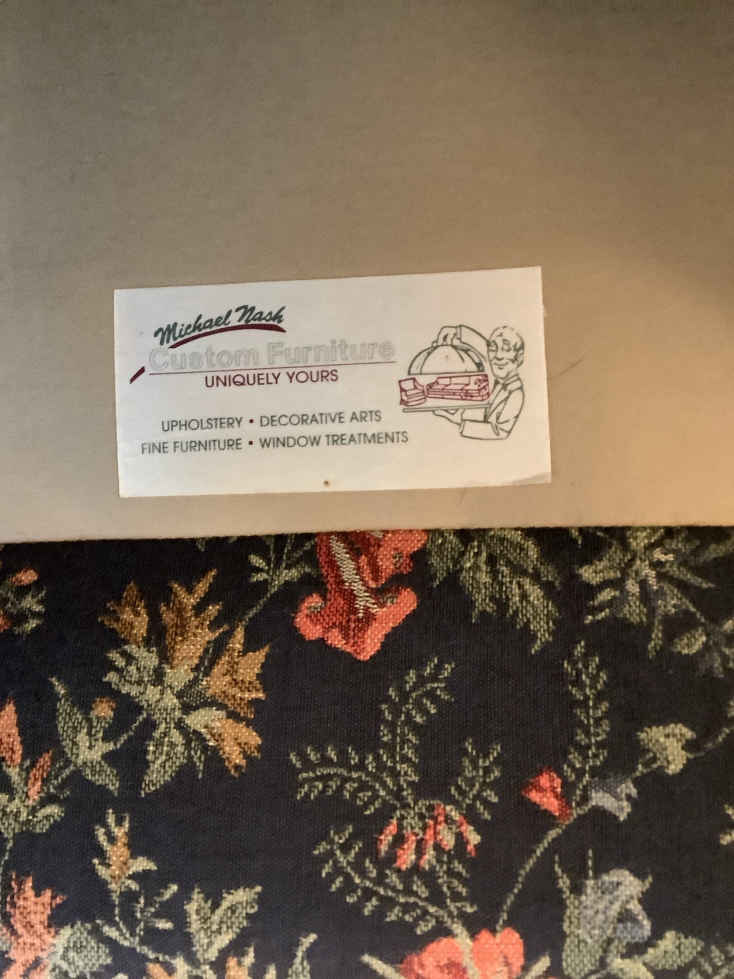 Michael Nash
Custom Furniture
UNIQUELY YOURS
UPHOLSTERY • DECORATIVE ARTS
FINE FURNITURE • WINDOW TREATMENTS